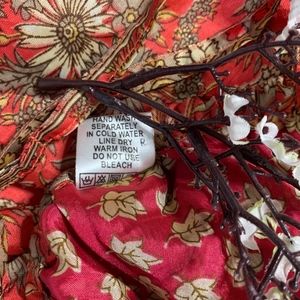 HAND WASH
SEPARATELY
IN COLD WATER
LINE DRY
WARM IRON
DO NOT USE
BLEACH